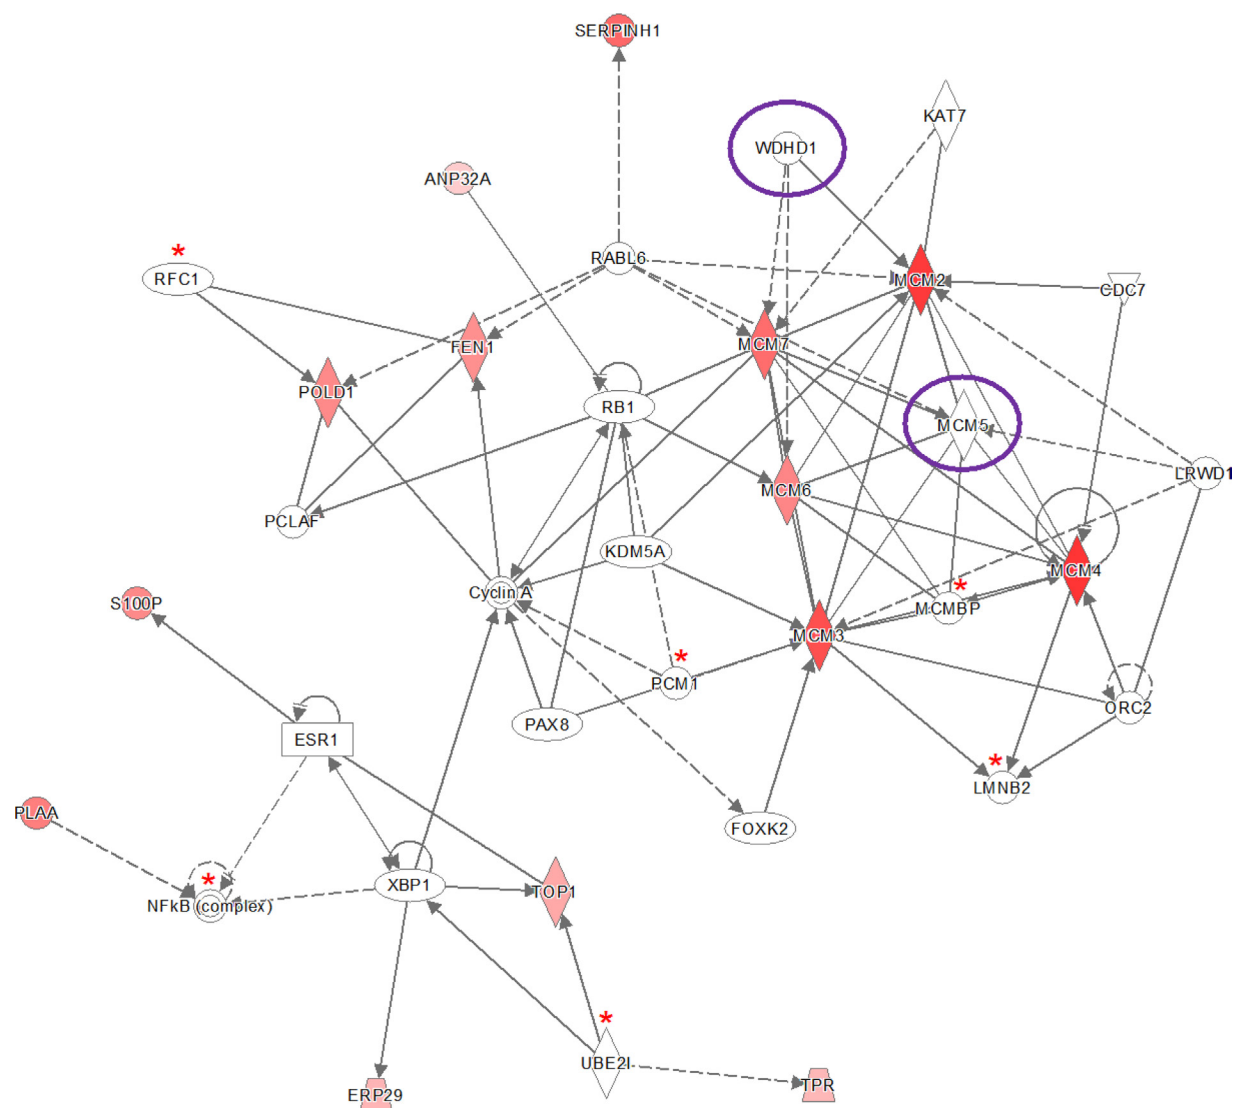 SERPINH1
KAT7
WDHD1
ANP32A
*
RFC1
RABL6
MCM2
CDC7
MCM7
FEN1
POLD1
RB1
MCM5
LRWD1
MCM6
PCLAF
KDM5A
MCM4
*
Cyclin A
S100P
MCMBP
MCM3
*
PCM1
ORC2
PAX8
ESR1
*
LMNB2
PLAA
FOXK2
*
XBP1
TOP1
NFkB (complex)
*
UBE2I
TPR
ERP29